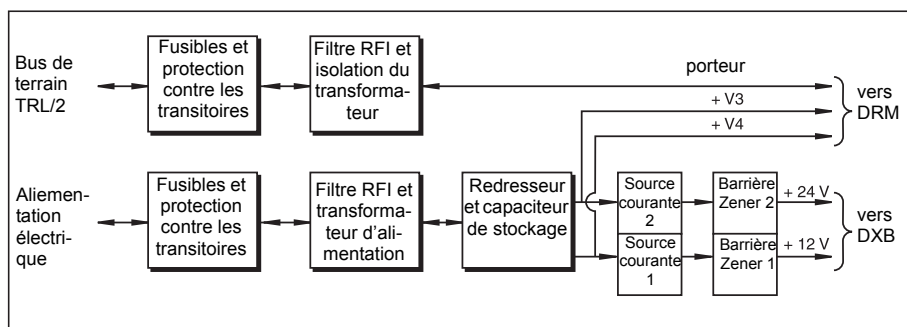 Bus de
terrain
TRL/2
Fusibles et
protection
contre les
transitoires
Filtre RFI et
isolation du
transforma-
teur
porteur
+ V3
+ V4
vers
DRM
Aliemen-
tation
électri-
que
Fusibles et
protection
contre les
transitoires
Filtre RFI et
transforma-
teur d'ali-
mentation
Redresseur
et capaciteur
de stockage
Source
courante
2
Barrière
Zener 2
+ 24 V
Source
courante
1
Barrière
Zener 1
+ 12 V
vers
DXB